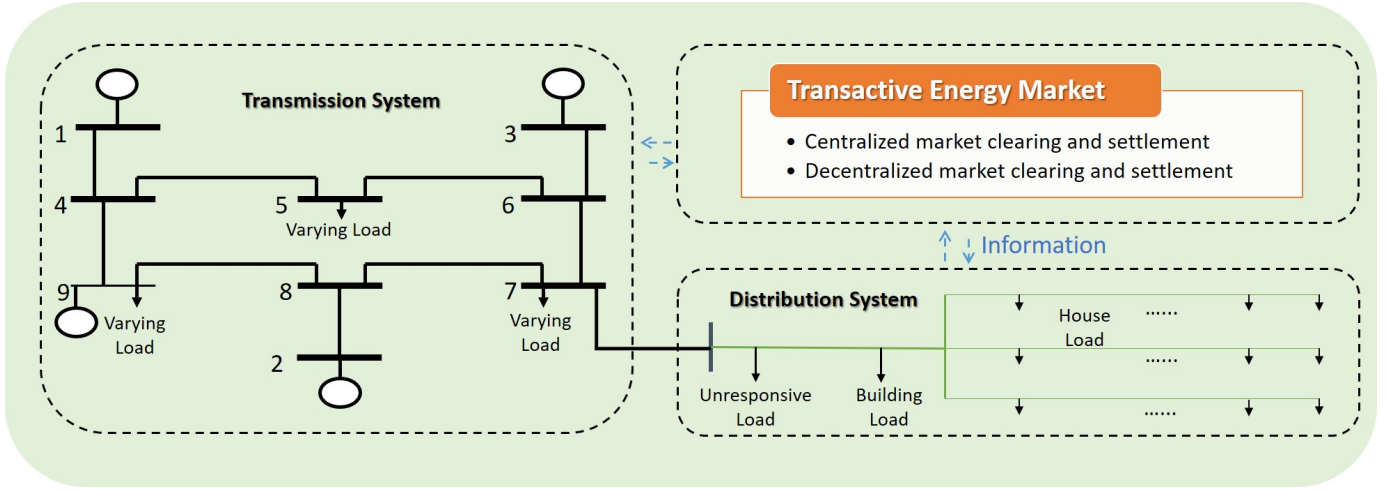 Transmission System
1
3
4
5
6
Varying Load
9
8
7
Varying
Load
Varying
Load
2
Transactive Energy Market
• Centralized market clearing and settlement
• Decentralized market clearing and settlement
Information
Distribution System
House
Load
......
......
......
Unresponsive
Load
Building
Load